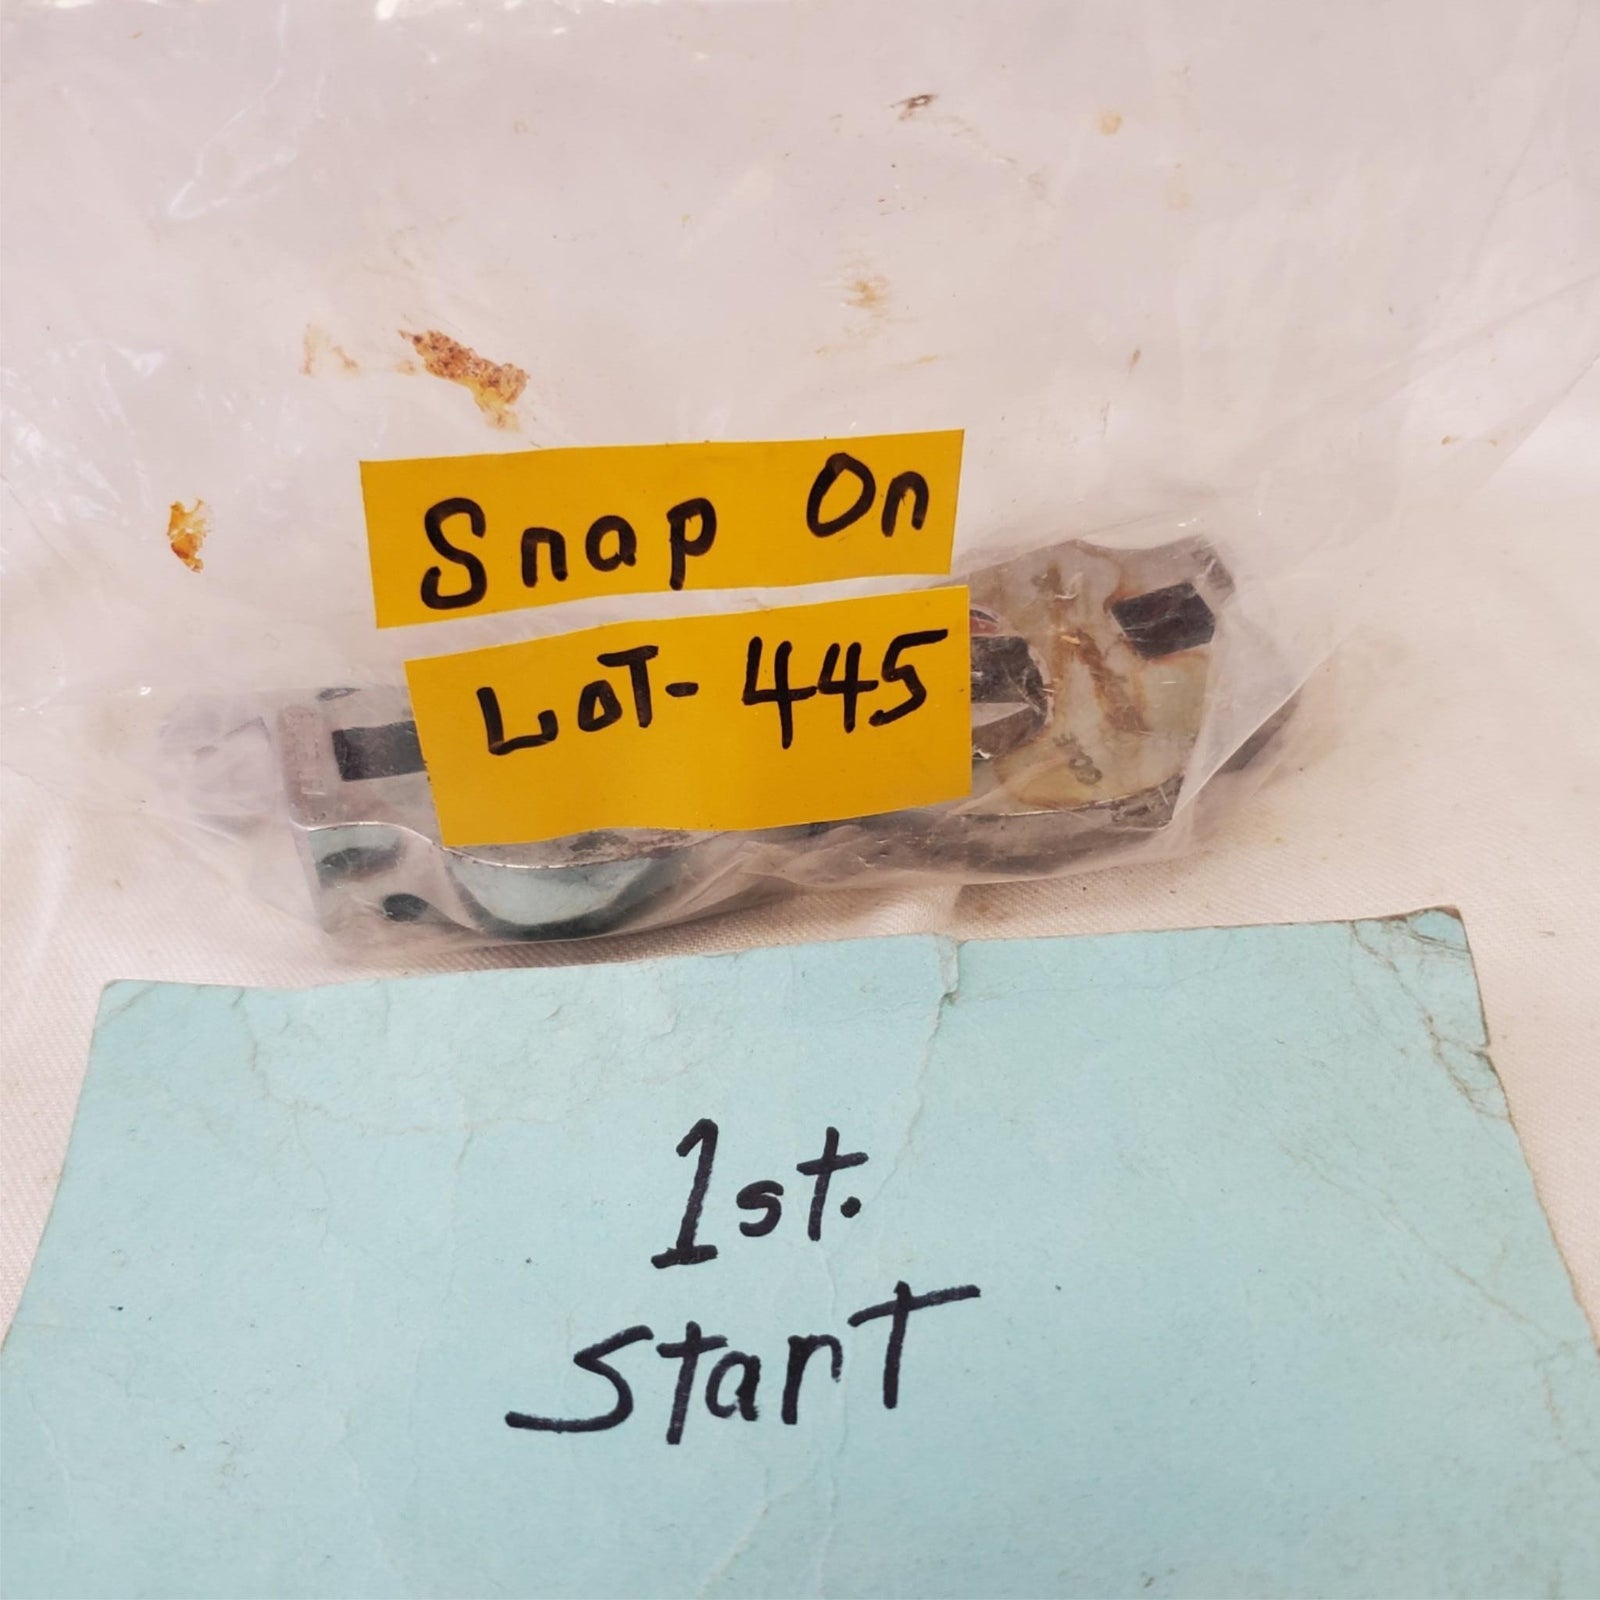 Snap On
LOT-445
1st.
Start